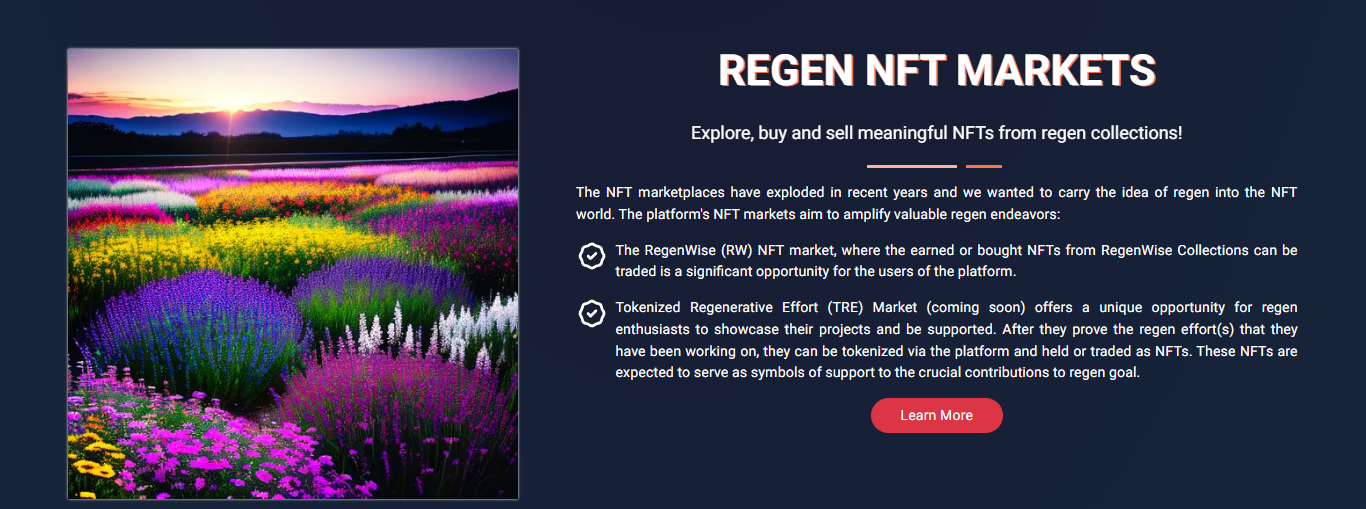 REGEN NFT MARKETS
Explore, buy and sell meaningful NFTs from regen collections!
The NFT marketplaces have exploded in recent years and we wanted to carry the idea of regen into the NFT
world. The platform's NFT markets aim to amplify valuable regen endeavors:
The RegenWise (RW) NFT market, where the earned or bought NFTs from RegenWise Collections can be
traded is a significant opportunity for the users of the platform.
Tokenized Regenerative Effort (TRE) Market (coming soon) offers a unique opportunity for regen
enthusiasts to showcase their projects and be supported. After they prove the regen effort(s) that they
have been working on, they can be tokenized via the platform and held or traded as NFTs. These NFTs are
expected to serve as symbols of support to the crucial contributions to regen goal.
Learn More